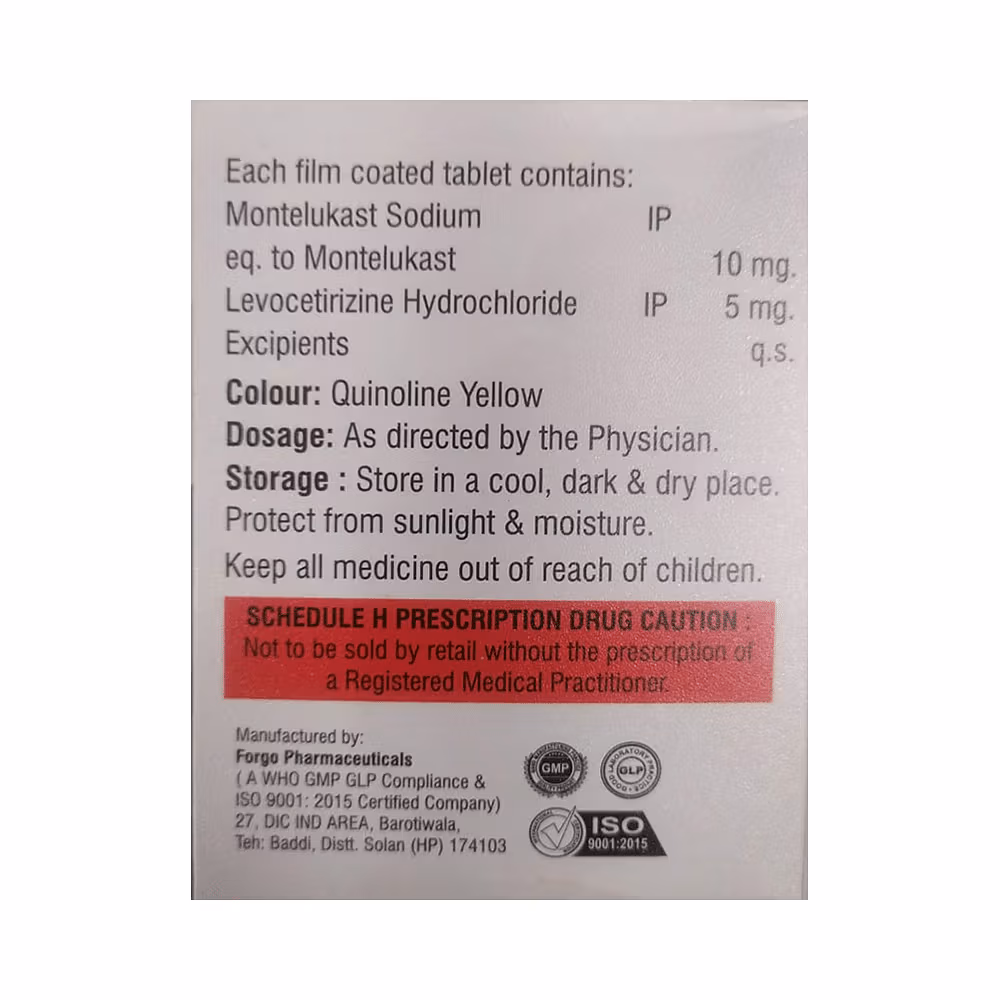 Each film coated tablet contains:
Montelukast Sodium IP
eq. to Montelukast 10 mg.
Levocetirizine Hydrochloride IP 5 mg.
Excipients q.s.
Colour: Quinoline Yellow
Dosage: As directed by the Physician.
Storage : Store in a cool, dark & dry place.
Protect from sunlight & moisture.
Keep all medicine out of reach of children.
SCHEDULE H PRESCRIPTION DRUG CAUTION :
Not to be sold by retail without the prescription of
a Registered Medical Practitioner.
Manufactured by:
Forgo Pharmaceuticals
( A WHO GMP GLP Compliance &
ISO 9001: 2015 Certified Company)
27, DIC IND AREA, Barotiwala,
Teh: Baddi, Distt. Solan (HP) 174103
GMP
GOOD LABORATORY PRACTICE
GLP
ISO
9001:2015